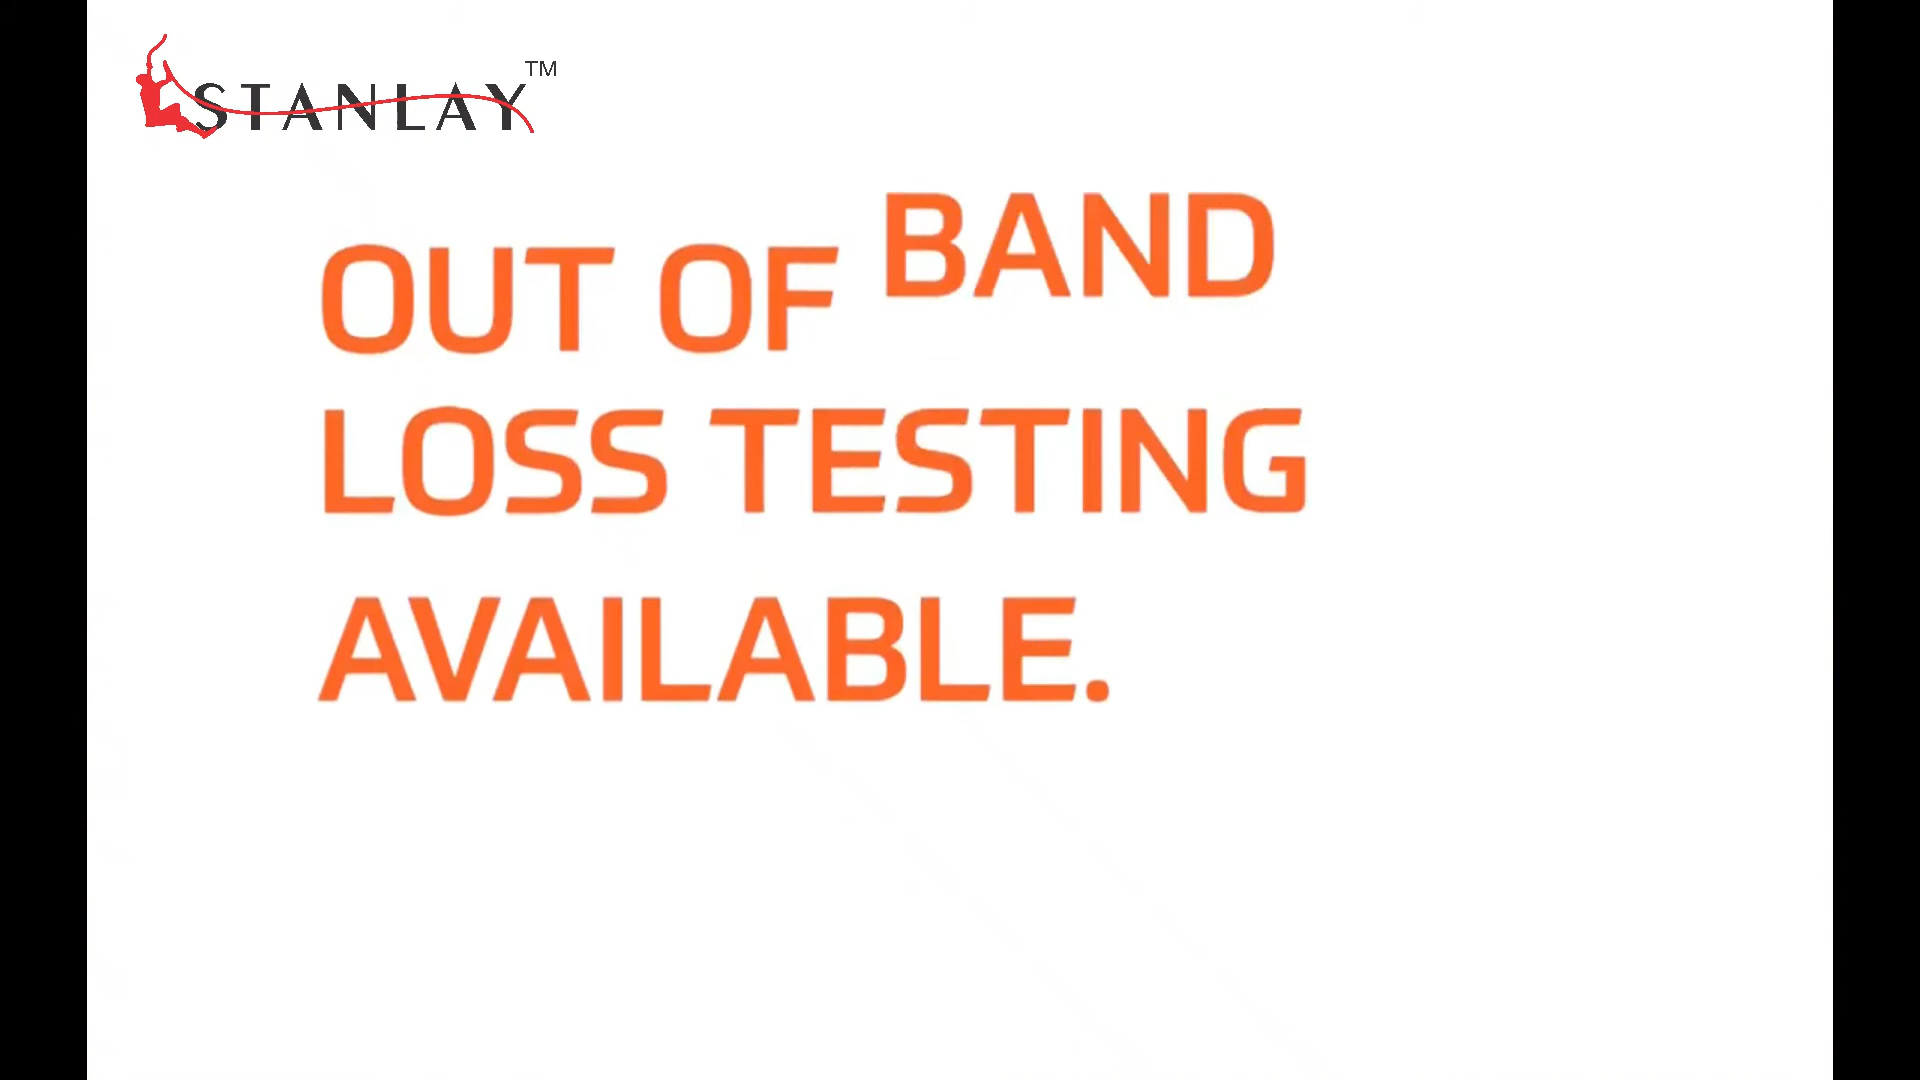 STANLAY™
OUT OF BAND
LOSS TESTING
AVAILABLE.